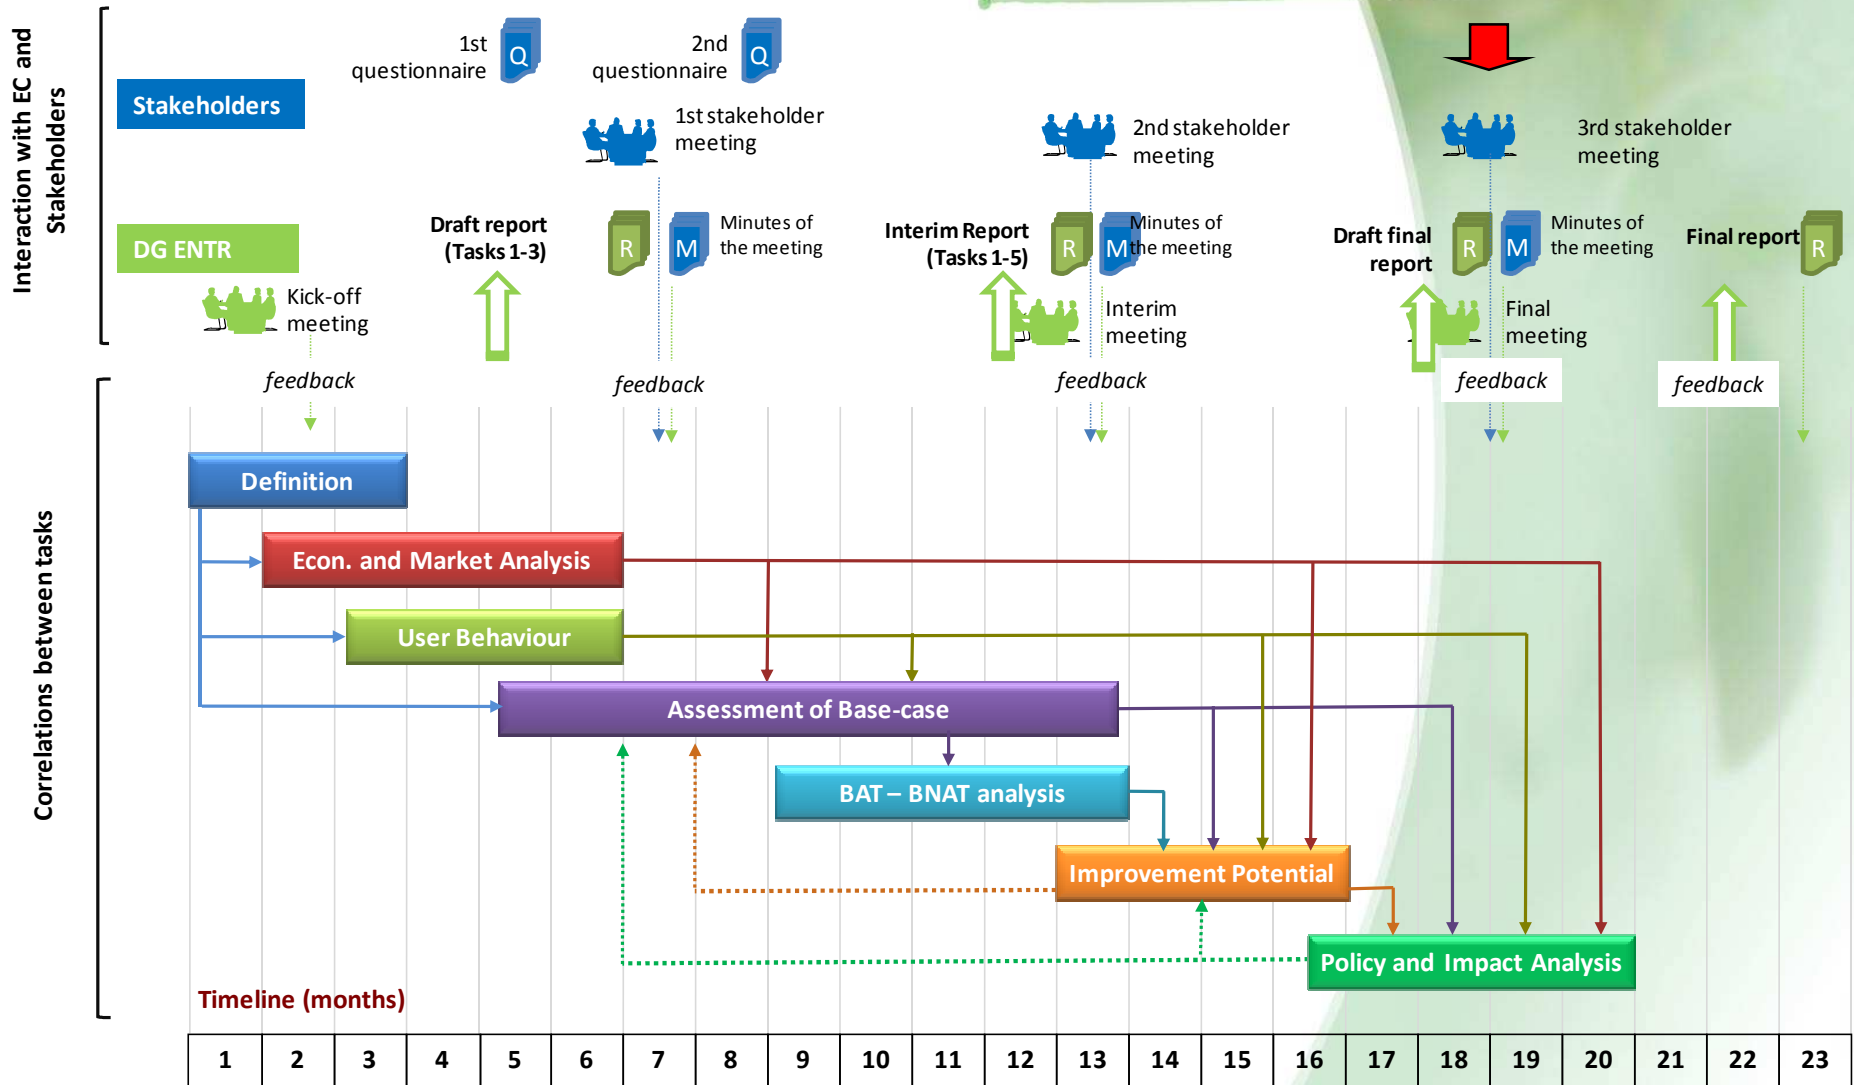 Interaction with EC and
Stakeholders
Stakeholders
1st
questionnaire
Q
2nd
questionnaire
Q
1st stakeholder
meeting
2nd stakeholder
meeting
3rd stakeholder
meeting
DG ENTR
Draft report
(Tasks 1-3)
R
M
Minutes of
the meeting
Interim Report
(Tasks 1-5)
R
M
Minutes of
the meeting
Draft final
report
R
M
Minutes of
the meeting
Final report
R
Kick-off
meeting
Interim
meeting
Final
meeting
feedback
feedback
feedback
feedback
feedback
Correlations between tasks
Definition
Econ. and Market Analysis
User Behaviour
Assessment of Base-case
BAT – BNAT analysis
Improvement Potential
Policy and Impact Analysis
Timeline (months)
1 2 3 4 5 6 7 8 9 10 11 12 13 14 15 16 17 18 19 20 21 22 23